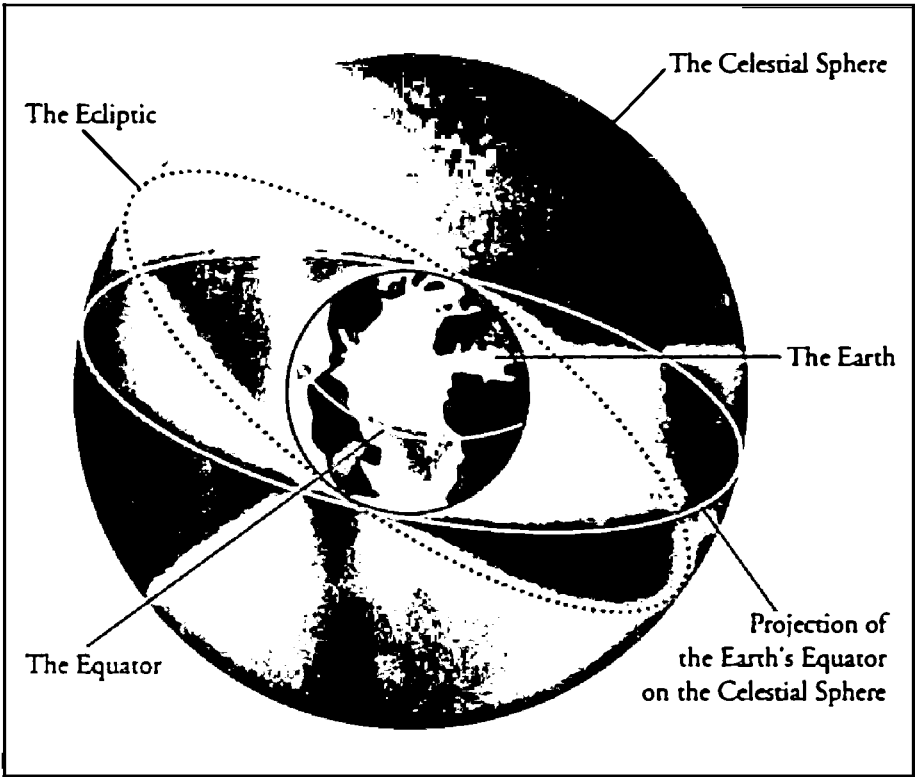 The Celestial Sphere
The Ecliptic
The Earth
The Equator
Projection of
the Earth's Equator
on the Celestial Sphere